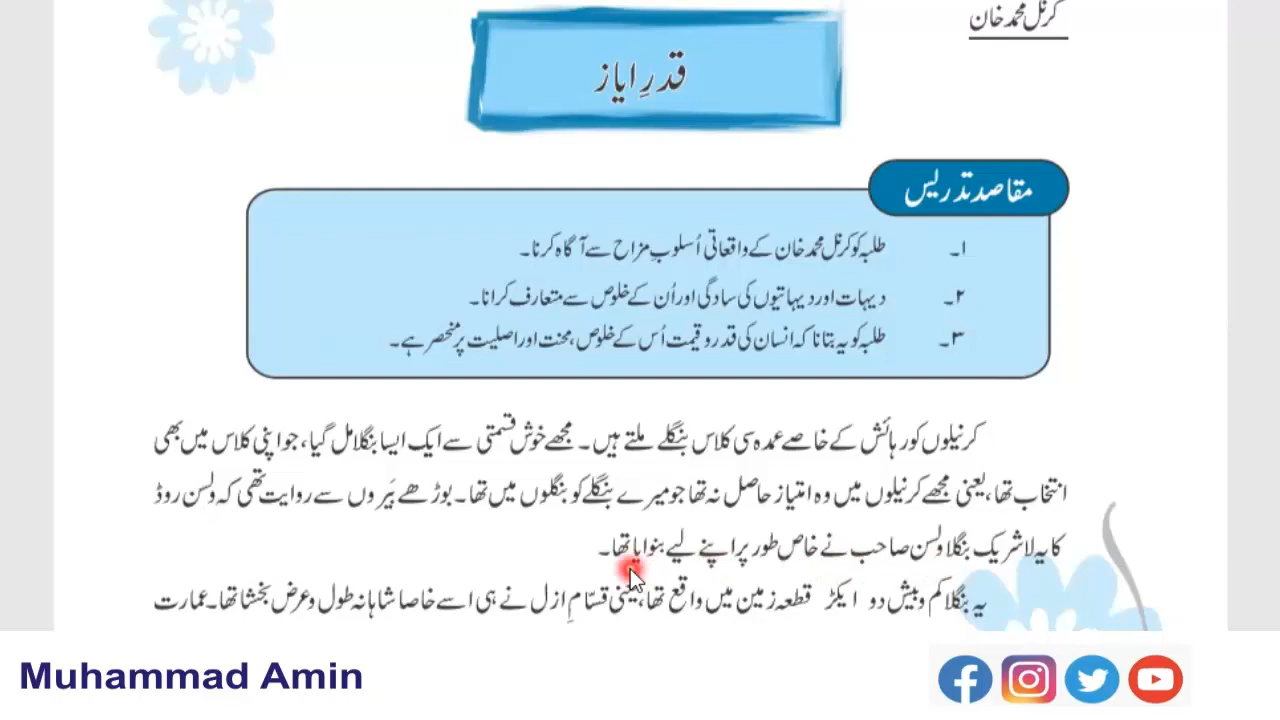 کرنل محمد خان
قدرِ ایاز
مقاصد تدریس
۱۔ طلبہ کو کرنل محمد خان کے واقعاتی اُسلوبِ مزاح سے آگاہ کرنا۔
۲۔ دیہات اور دیہاتیوں کی سادگی اور اُن کے خلوص سے متعارف کرانا۔
۳۔ طلبہ کو یہ بتانا کہ انسان کی قدر و قیمت اُس کے خلوص، محنت اور اصلیت پر منحصر ہے۔
کرنیلوں کو رہائش کے خاصے عمدہ سی کلاس بنگلے ملتے ہیں۔ مجھے خوش قسمتی سے ایک ایسا بنگلا مل گیا، جو اپنی کلاس میں بھی
انتخاب تھا، یعنی مجھے کرنیلوں میں وہ امتیاز حاصل نہ تھا جو میرے بنگلے کو بنگلوں میں تھا۔ بوڑھے بَیروں سے روایت تھی کہ ولسن روڈ
کا یہ لاشریک بنگلا ولسن صاحب نے خاص طور پر اپنے لیے بنوایا تھا۔
یہ بنگلا کم و بیش دو ایکڑ قطعہ زمین میں واقع تھا، یعنی قسّامِ ازل نے ہی اسے خاصا شاہانہ طول و عرض بخشا تھا۔ عمارت
Muhammad Amin